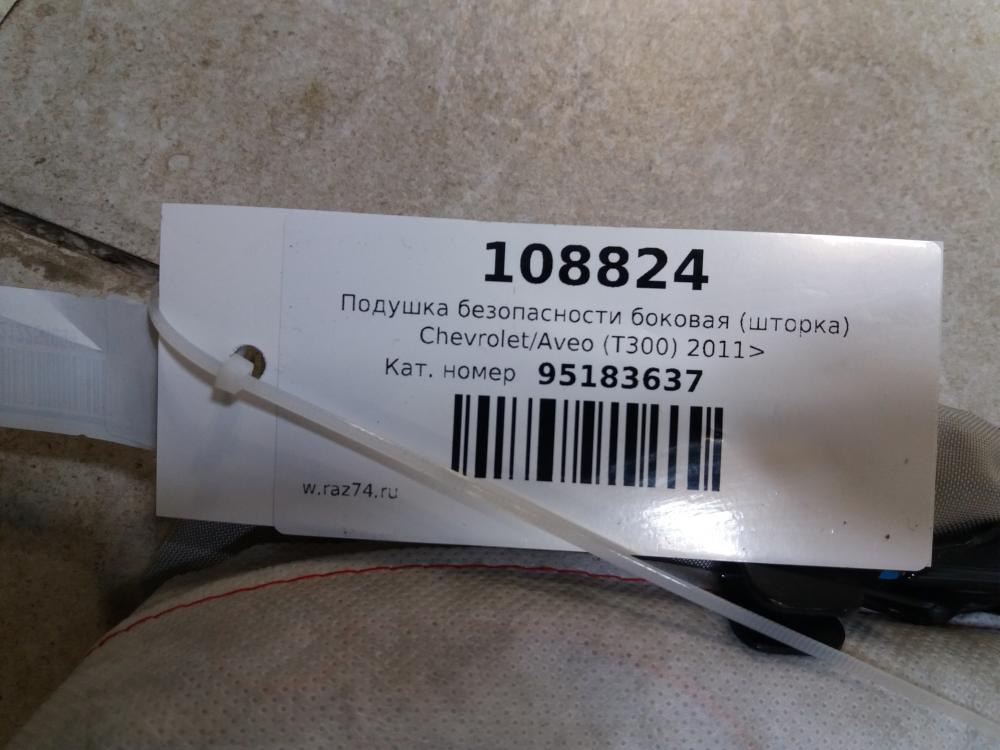 108824
Подушка безопасности боковая (шторка)
Chevrolet/Aveo (T300) 2011>
Кат. номер 95183637
w.raz74.ru